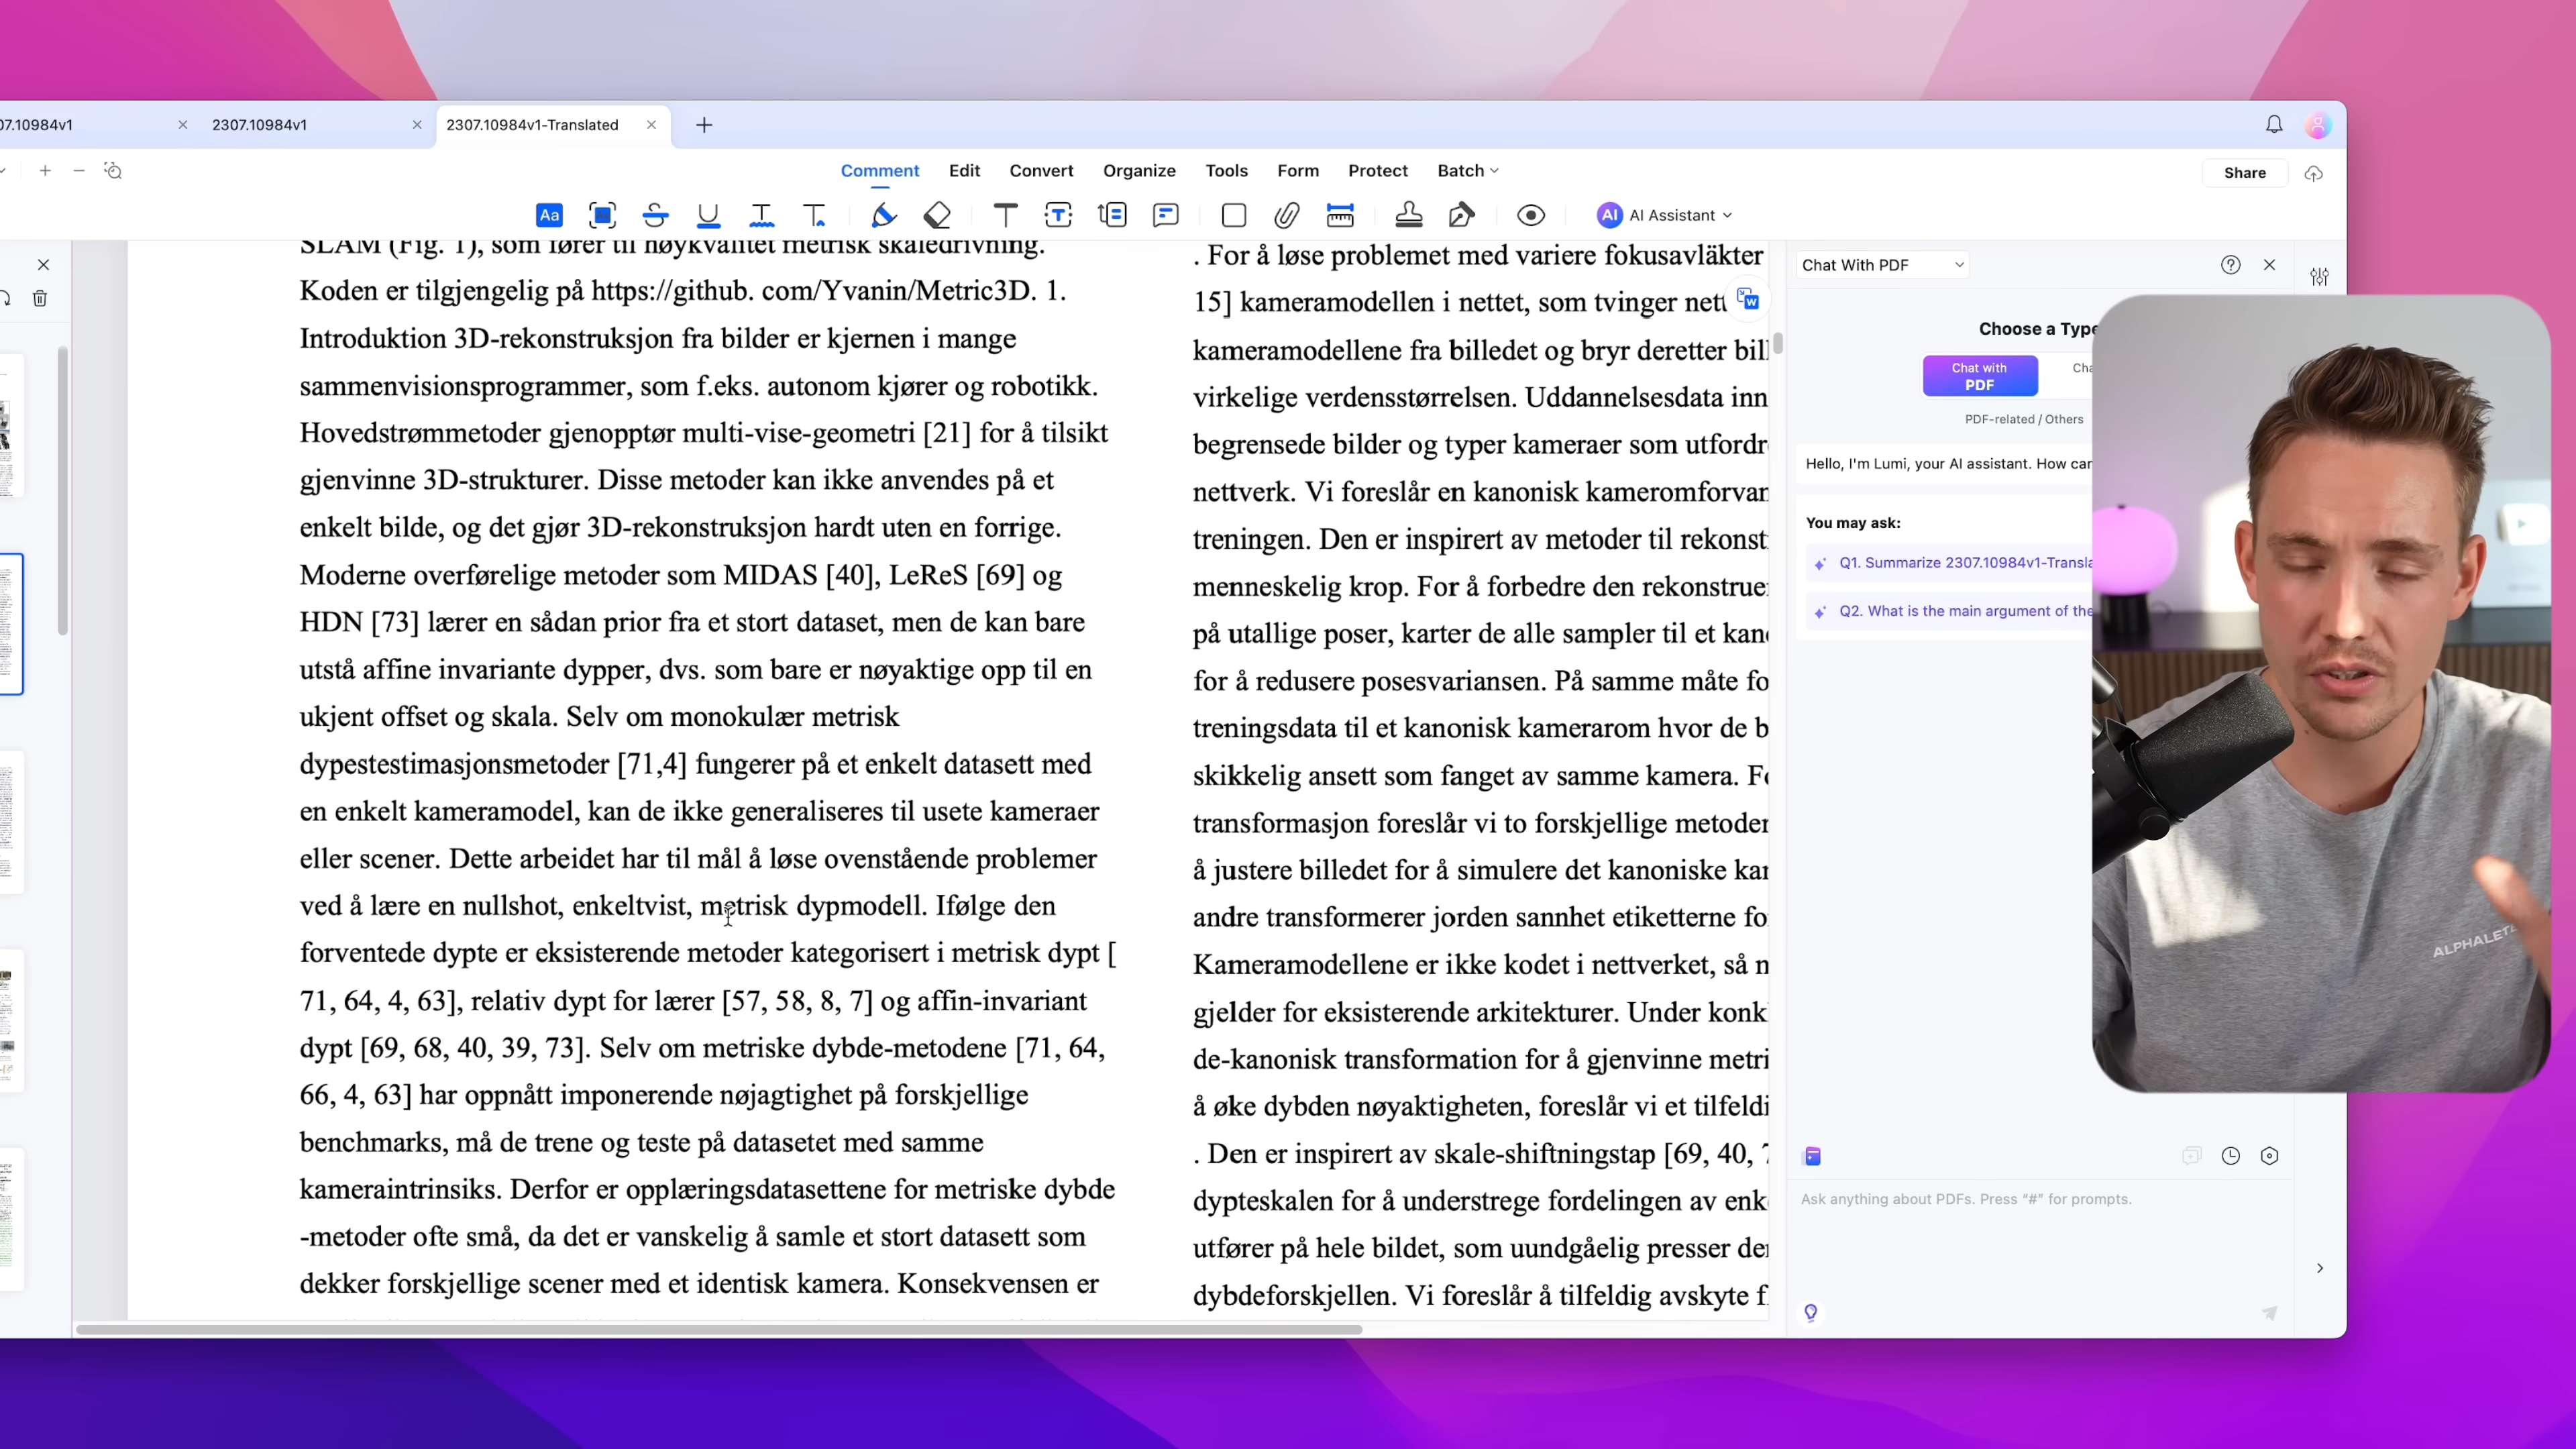 07.10984v1
2307.10984v1
2307.10984v1-Translated
Comment
Edit
Convert
Organize
Tools
Form
Protect
Batch
Share
Aa
AI
AI Assistant
SLAM (Fig. 1), som fører til høykvalitet metrisk skaledrivning.
Koden er tilgjengelig på https://github. com/Yvanin/Metric3D. 1.
Introduktion 3D-rekonstruksjon fra bilder er kjernen i mange
sammenvisionsprogrammer, som f.eks. autonom kjører og robotikk.
Hovedstrømmetoder gjenopptør multi-vise-geometri [21] for å tilsikt
gjenvinne 3D-strukturer. Disse metoder kan ikke anvendes på et
enkelt bilde, og det gjør 3D-rekonstruksjon hardt uten en forrige.
Moderne overførelige metoder som MIDAS [40], LeReS [69] og
HDN [73] lærer en sådan prior fra et stort dataset, men de kan bare
utstå affine invariante dypper, dvs. som bare er nøyaktige opp til en
ukjent offset og skala. Selv om monokulær metrisk
dypestestimasjonsmetoder [71,4] fungerer på et enkelt datasett med
en enkelt kameramodel, kan de ikke generaliseres til usete kameraer
eller scener. Dette arbeidet har til mål å løse ovenstående problemer
ved å lære en nullshot, enkeltvist, metrisk dypmodell. Ifølge den
forventede dypte er eksisterende metoder kategorisert i metrisk dypt [
71, 64, 4, 63], relativ dypt for lærer [57, 58, 8, 7] og affin-invariant
dypt [69, 68, 40, 39, 73]. Selv om metriske dybde-metodene [71, 64,
66, 4, 63] har oppnått imponerende nøjagtighet på forskjellige
benchmarks, må de trene og teste på datasetet med samme
kameraintrinsiks. Derfor er opplæringsdatasettene for metriske dybde
-metoder ofte små, da det er vanskelig å samle et stort datasett som
dekker forskjellige scener med et identisk kamera. Konsekvensen er
. For å løse problemet med variere fokusavläkter
15] kameramodellen i nettet, som tvinger nett
kameramodellene fra billedet og bryr deretter bill
virkelige verdensstørrelsen. Uddannelsesdata inn
begrensede bilder og typer kameraer som utfordr
nettverk. Vi foreslår en kanonisk kameromforvan
treningen. Den er inspirert av metoder til rekonst
menneskelig krop. For å forbedre den rekonstrue
på utallige poser, karter de alle sampler til et kan
for å redusere posesvariansen. På samme måte fo
treningsdata til et kanonisk kamerarom hvor de b
skikkelig ansett som fanget av samme kamera. Fo
transformasjon foreslår vi to forskjellige metoder
å justere billedet for å simulere det kanoniske kar
andre transformerer jorden sannhet etiketterne fo
Kameramodellene er ikke kodet i nettverket, så n
gjelder for eksisterende arkitekturer. Under konk
de-kanonisk transformation for å gjenvinne metri
å øke dybden nøyaktigheten, foreslår vi et tilfeldi
. Den er inspirert av skale-shiftningstap [69, 40, 7
dypteskalen for å understrege fordelingen av enk
utfører på hele bildet, som uundgåelig presser der
dybdeforskjellen. Vi foreslår å tilfeldig avskyte f
W
Chat With PDF
Choose a Type
Chat with
PDF
Cha
PDF-related / Others
Hello, I'm Lumi, your AI assistant. How can
You may ask:
Q1. Summarize 2307.10984v1-Transla
Q2. What is the main argument of the
ALPHALETE
Ask anything about PDFs. Press “#” for prompts.